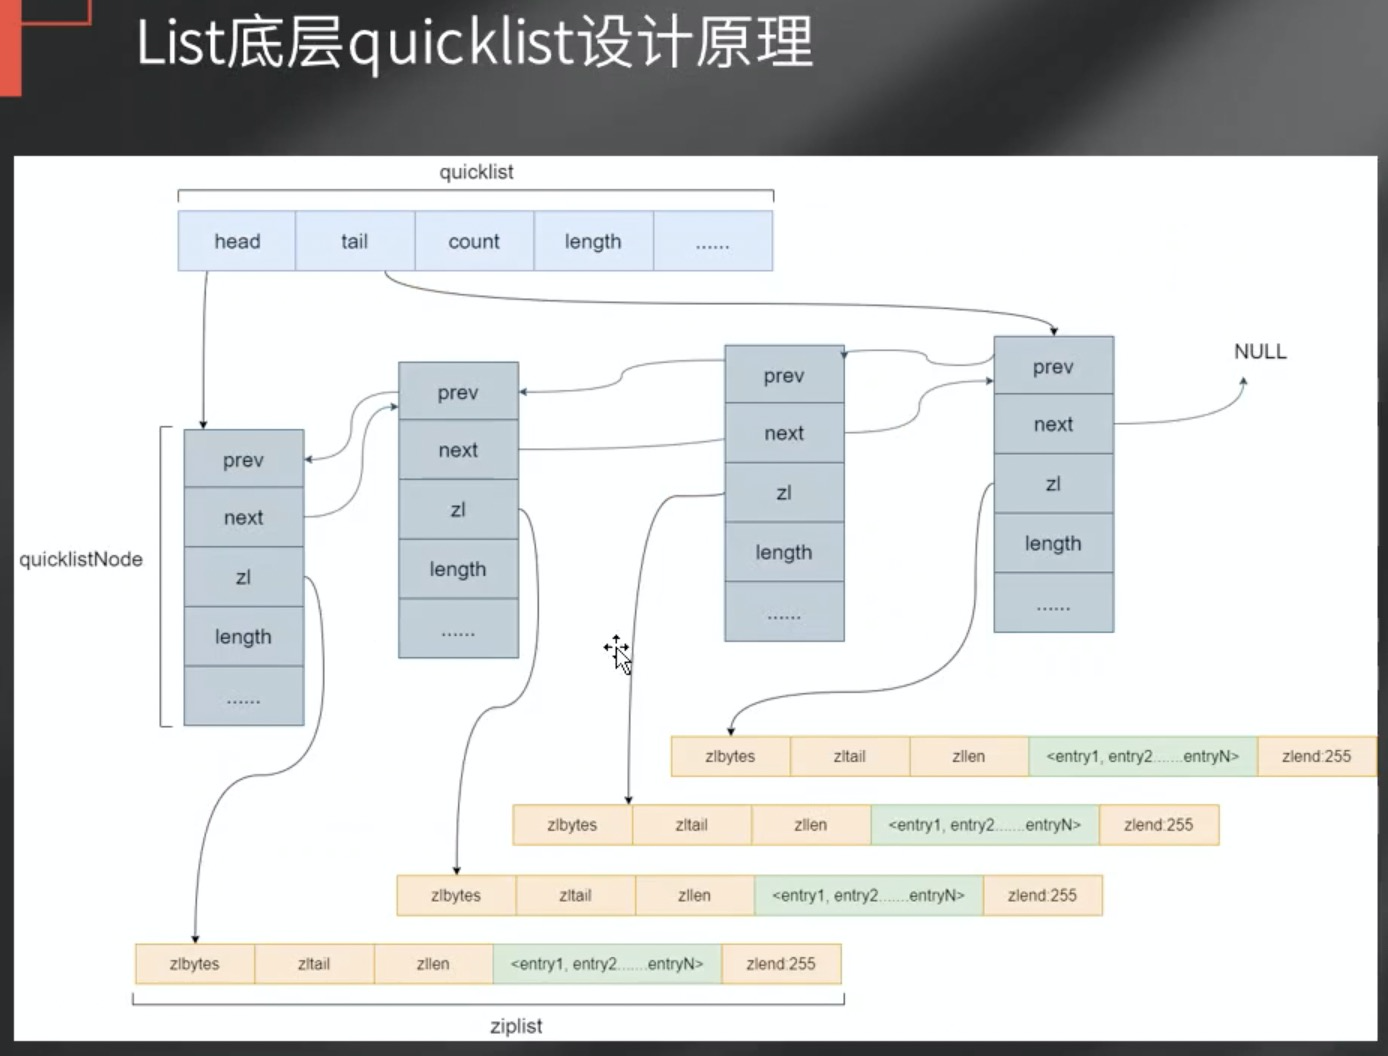 List底层quicklist设计原理
quicklist
head tail count length ......
NULL
prev
next
zl
length
......
prev
next
zl
length
......
prev
next
zl
length
......
prev
next
zl
length
......
quicklistNode
zlbytes zltail zllen <entry1, entry2.......entryN> zlend:255
zlbytes zltail zllen <entry1, entry2.......entryN> zlend:255
zlbytes zltail zllen <entry1, entry2.......entryN> zlend:255
zlbytes zltail zllen <entry1, entry2.......entryN> zlend:255
ziplist